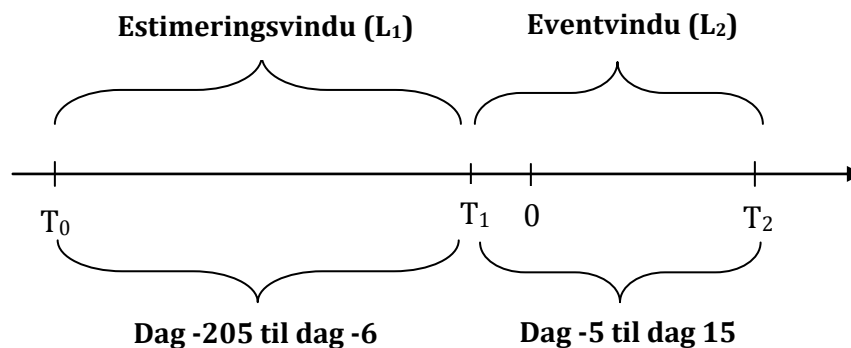 Estimeringsvindu (L₁) Eventvindu (L₂)
T₀ T₁ 0 T₂
Dag -205 til dag -6 Dag -5 til dag 15